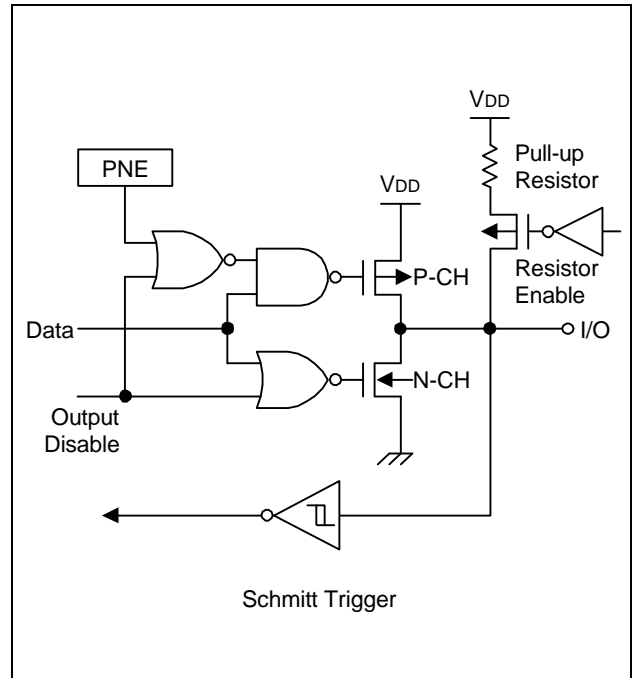 VDD
Pull-up
Resistor
PNE
VDD
P-CH
Resistor
Enable
Data
I/O
N-CH
Output
Disable
Schmitt Trigger